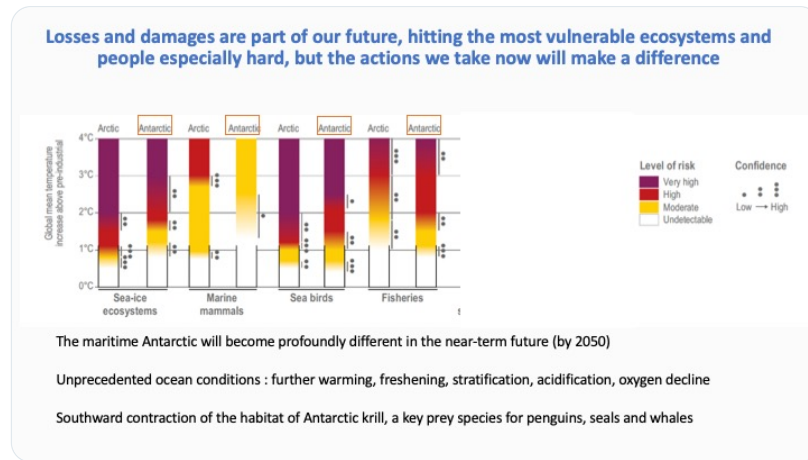 Losses and damages are part of our future, hitting the most vulnerable ecosystems and
people especially hard, but the actions we take now will make a difference
Arctic Antarctic Arctic Antarctic Arctic Antarctic Arctic Antarctic
Global mean temperature
increase above pre-industrial
4°C
3°C
2°C
1°C
0°C
Sea-ice
ecosystems
Marine
mammals
Sea birds
Fisheries
Level of risk
Very high
High
Moderate
Undetectable
Confidence
Low → High
The maritime Antarctic will become profoundly different in the near-term future (by 2050)
Unprecedented ocean conditions : further warming, freshening, stratification, acidification, oxygen decline
Southward contraction of the habitat of Antarctic krill, a key prey species for penguins, seals and whales